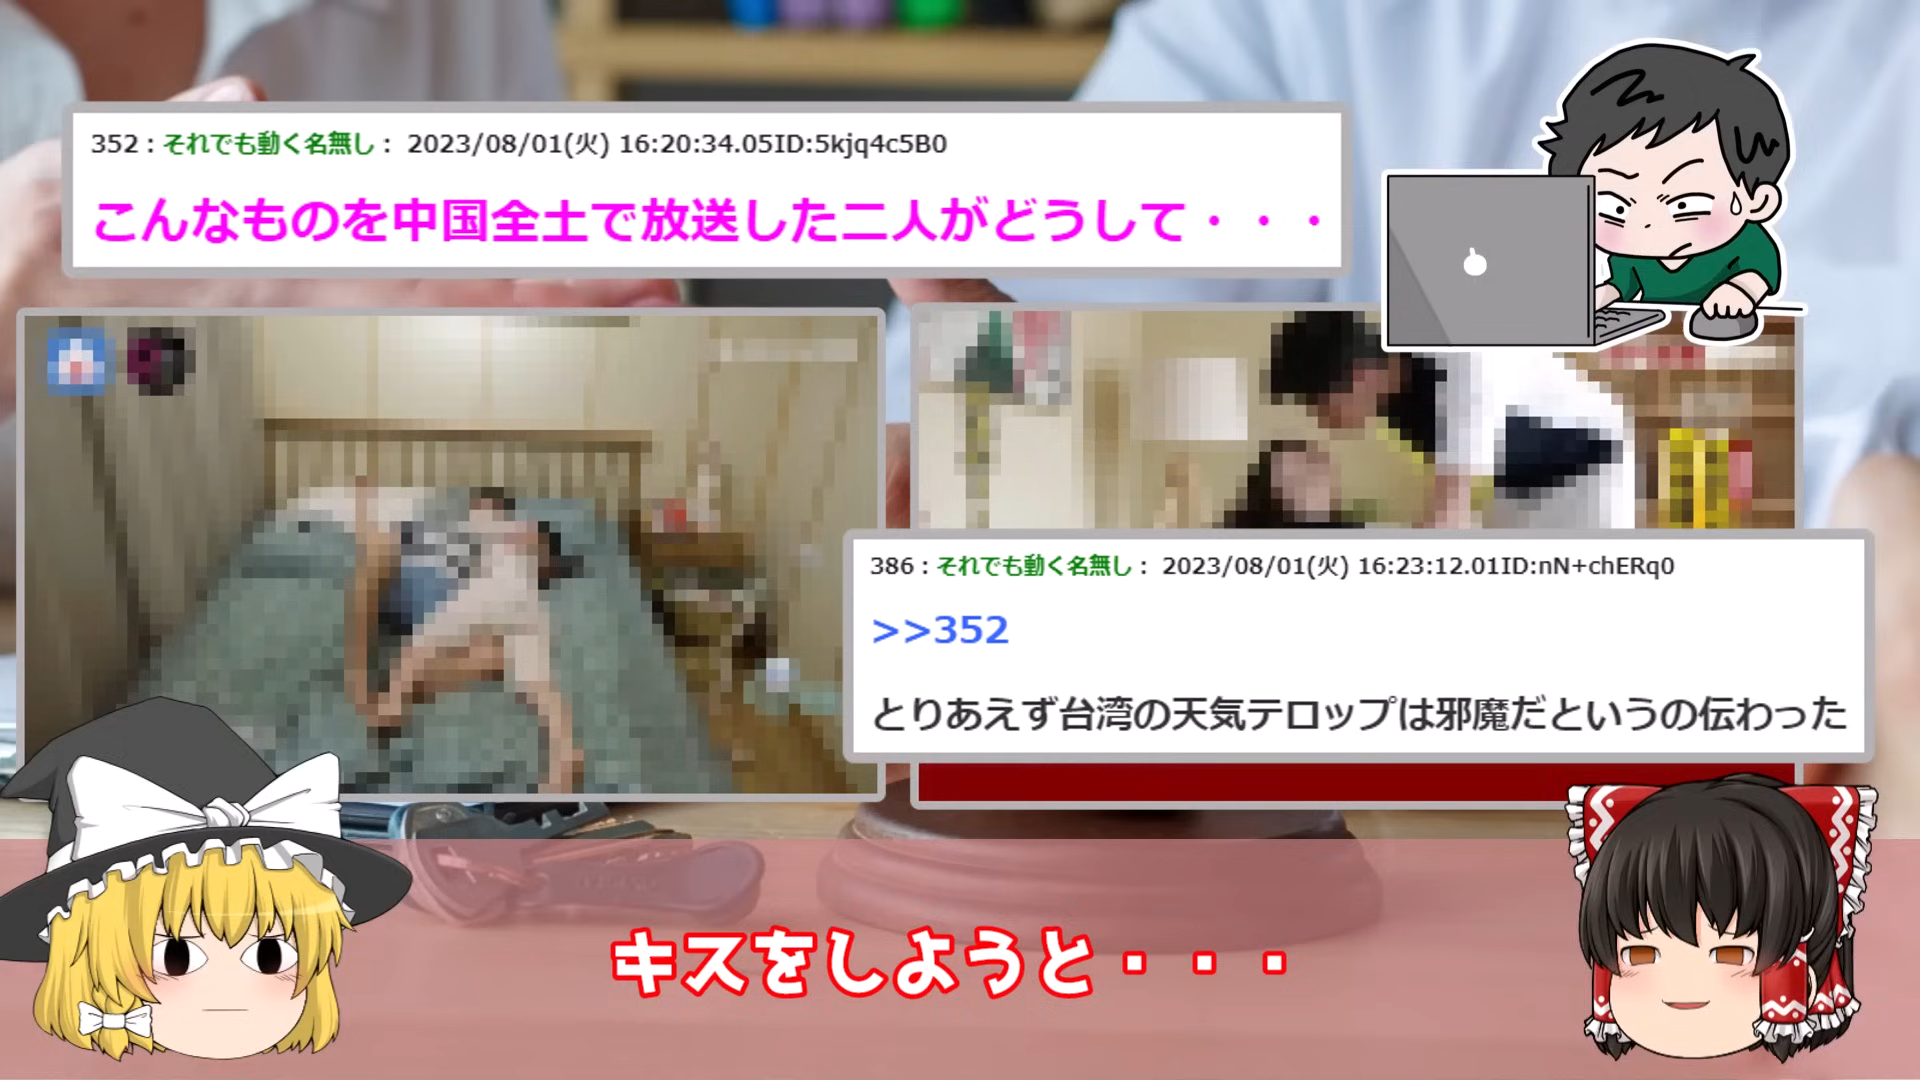 352：それでも動く名無し： 2023/08/01(火) 16:20:34.05ID:5kjq4c5B0
こんなものを中国全土で放送した二人がどうして・・・
386：それでも動く名無し： 2023/08/01(火) 16:23:12.01ID:nN+chERq0
>>352
とりあえず台湾の天気テロップは邪魔だというの伝わった
キスをしようと・・・